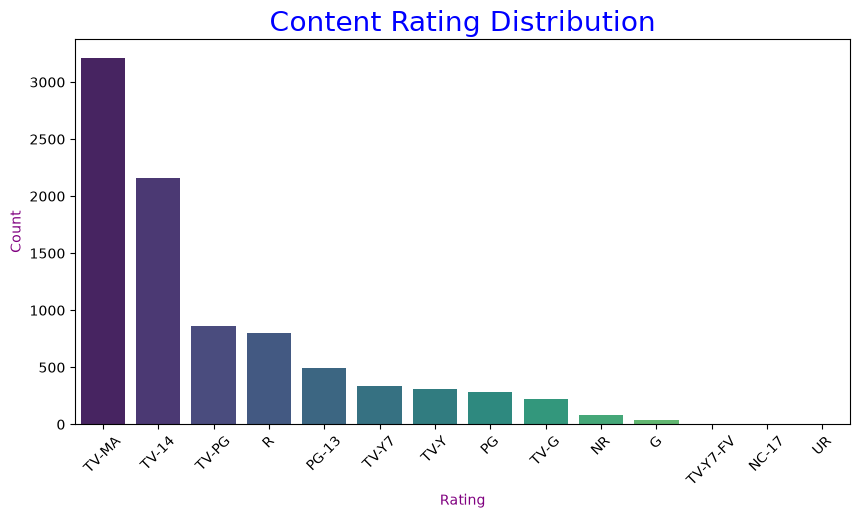 Content Rating Distribution
Count
3000
2500
2000
1500
1000
500
0
TV-MA
TV-14
TV-PG
R
PG-13
TV-Y7
TV-Y
PG
TV-G
NR
G
TV-Y7-FV
NC-17
UR
Rating